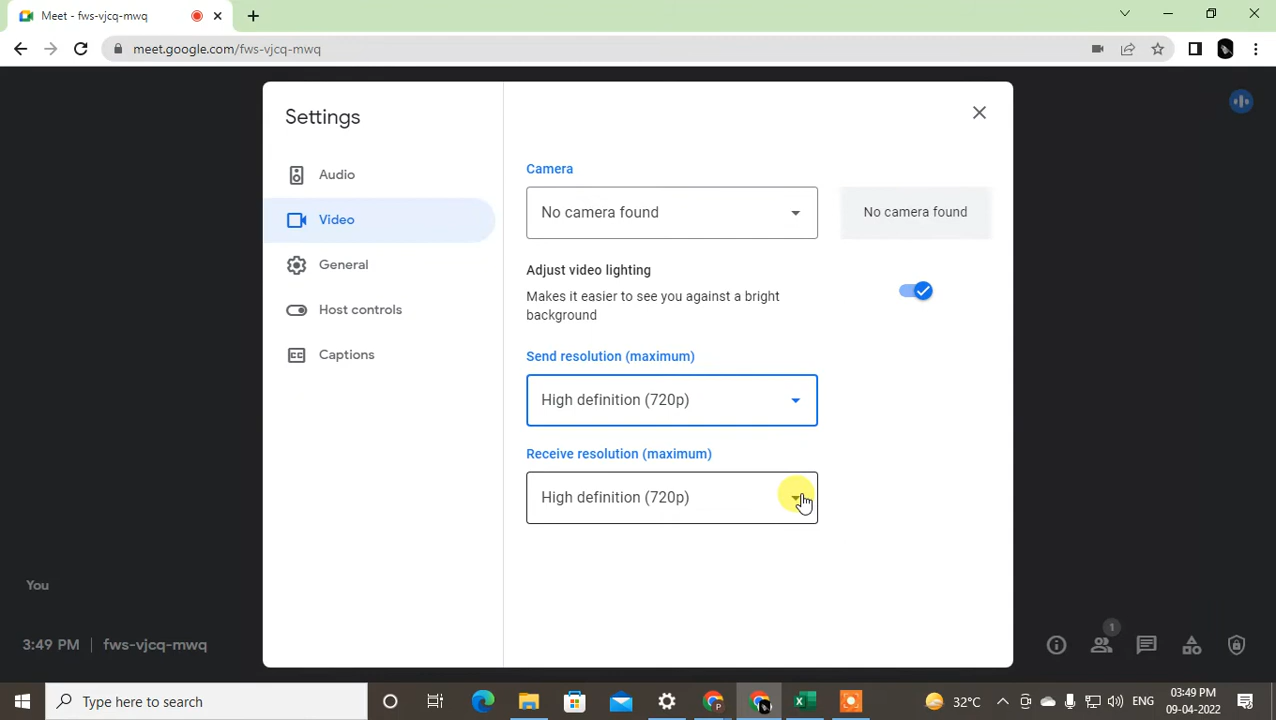 Meet - fws-vjcq-mwq
meet.google.com/fws-vjcq-mwq
Settings
Audio
Video
General
Host controls
Captions
Camera
No camera found
No camera found
Adjust video lighting
Makes it easier to see you against a bright
background
Send resolution (maximum)
High definition (720p)
Receive resolution (maximum)
High definition (720p)
You
3:49 PM | fws-vjcq-mwq
1
CC
Type here to search
32°C
ENG
03:49 PM
09-04-2022